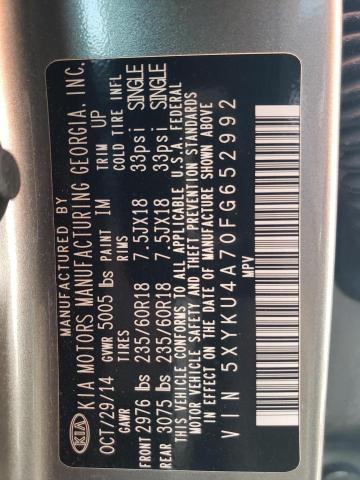 KIA
MANUFACTURED BY
KIA MOTORS MANUFACTURING GEORGIA, INC.
OCT/29/14 PAINT IM TRIM UP
GVWR 5005 lbs
GAWR TIRES RIMS COLD TIRE INFL
FRONT 2976 lbs 235/60R18 7.5JX18 33psi SINGLE
REAR 3075 lbs 235/60R18 7.5JX18 33psi SINGLE
THIS VEHICLE CONFORMS TO ALL APPLICABLE U.S.A. FEDERAL
MOTOR VEHICLE SAFETY AND THEFT PREVENTION STANDARDS
IN EFFECT ON THE DATE OF MANUFACTURE SHOWN ABOVE
VIN 5XYKU4A70FG652992
MPV